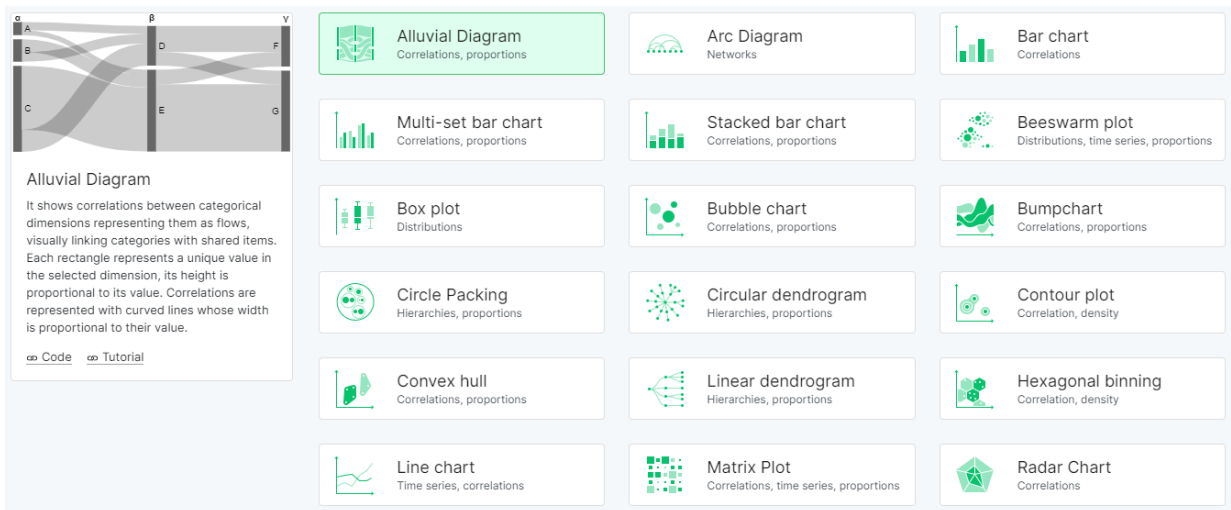 α β γ
A
B
C
D
E
F
G
Alluvial Diagram
It shows correlations between categorical
dimensions representing them as flows,
visually linking categories with shared items.
Each rectangle represents a unique value in
the selected dimension, its height is
proportional to its value. Correlations are
represented with curved lines whose width
is proportional to their value.
Code Tutorial
Alluvial Diagram
Correlations, proportions
Arc Diagram
Networks
Bar chart
Correlations
Multi-set bar chart
Correlations, proportions
Stacked bar chart
Correlations, proportions
Beeswarm plot
Distributions, time series, proportions
Box plot
Distributions
Bubble chart
Correlations, proportions
Bumpchart
Correlations, proportions
Circle Packing
Hierarchies, proportions
Circular dendrogram
Hierarchies, proportions
Contour plot
Correlation, density
Convex hull
Correlations, proportions
Linear dendrogram
Hierarchies, proportions
Hexagonal binning
Correlation, density
Line chart
Time series, correlations
Matrix Plot
Correlations, time series, proportions
Radar Chart
Correlations